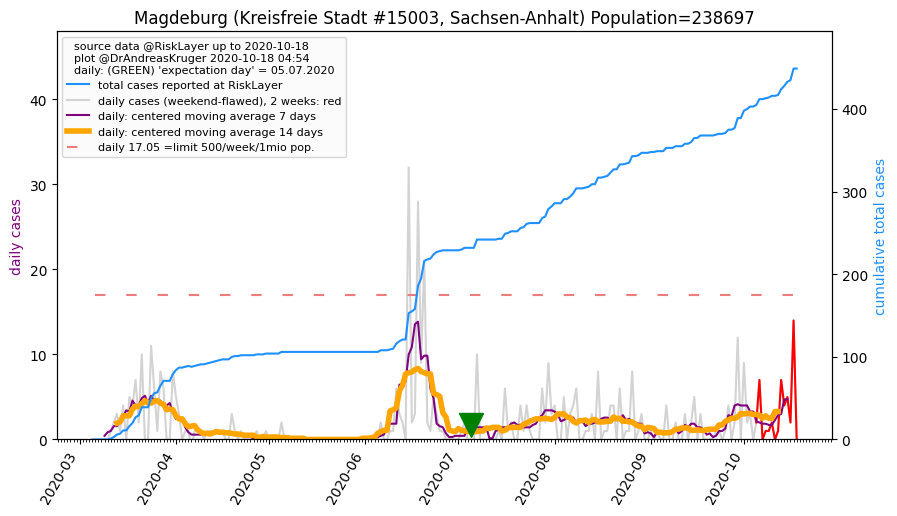 Magdeburg (Kreisfreie Stadt #15003, Sachsen-Anhalt) Population=238697
source data @RiskLayer up to 2020-10-18
plot @DrAndreasKruger 2020-10-18 04:54
daily: (GREEN) 'expectation day' = 05.07.2020
total cases reported at RiskLayer
daily cases (weekend-flawed), 2 weeks: red
daily: centered moving average 7 days
daily: centered moving average 14 days
daily 17.05 =limit 500/week/1mio pop.
daily cases
40
30
20
10
0
cumulative total cases
400
300
200
100
0
2020-03
2020-04
2020-05
2020-06
2020-07
2020-08
2020-09
2020-10